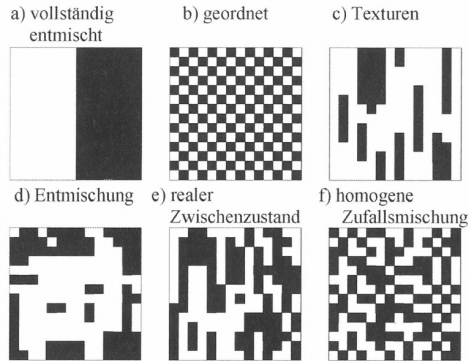 a) vollständig
entmischt
b) geordnet
c) Texturen
d) Entmischung
e) realer
Zwischenzustand
f) homogene
Zufallsmischung